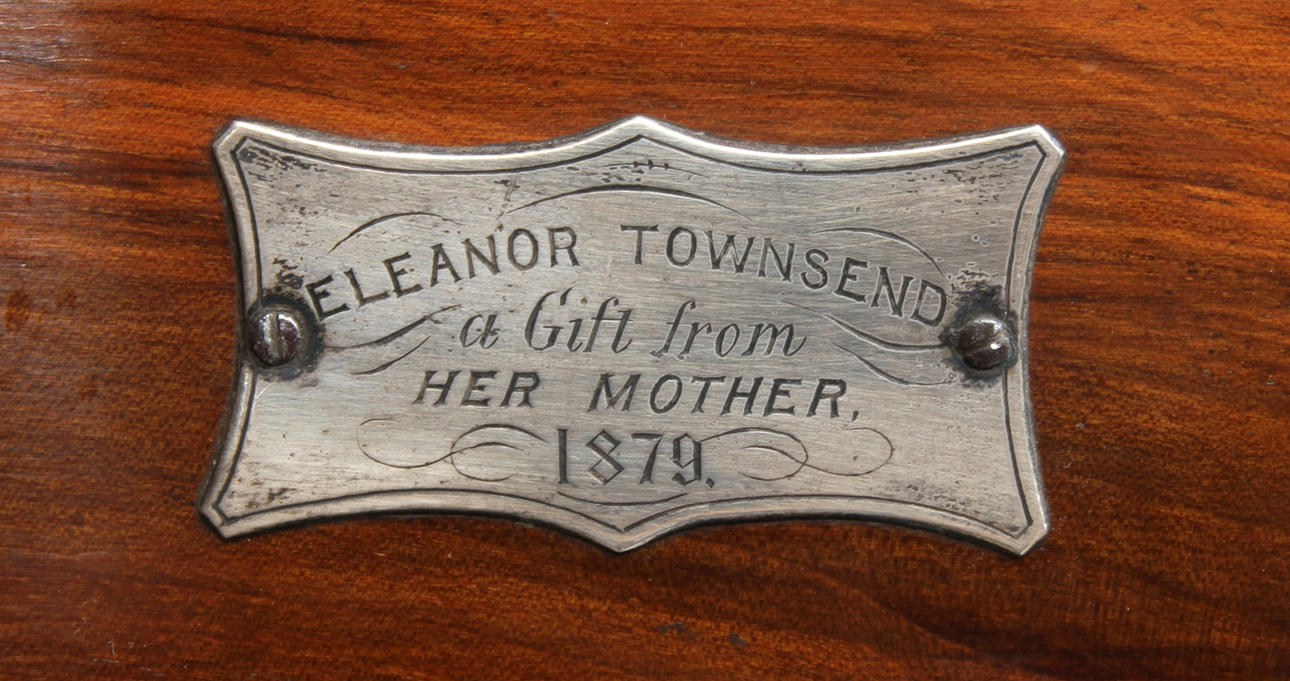 ELEANOR TOWNSEND
a Gift from
HER MOTHER,
1879.